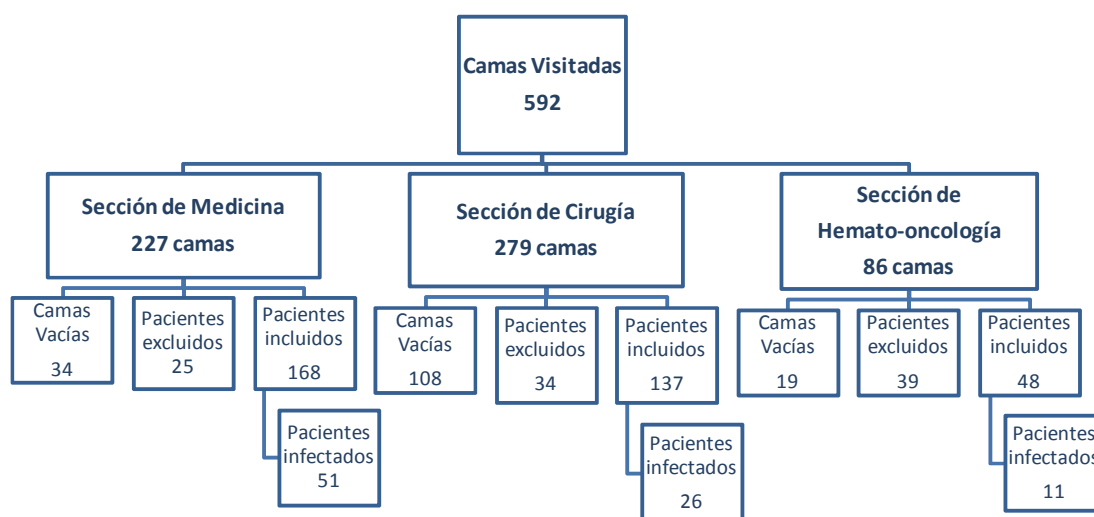 Camas Visitadas
592
Sección de Medicina
227 camas
Sección de Cirugía
279 camas
Sección de
Hemato-oncología
86 camas
Camas
Vacías
34
Pacientes
excluidos
25
Pacientes
incluidos
168
Camas
Vacías
108
Pacientes
excluidos
34
Pacientes
incluidos
137
Camas
Vacías
19
Pacientes
excluidos
39
Pacientes
incluidos
48
Pacientes
infectados
51
Pacientes
infectados
26
Pacientes
infectados
11